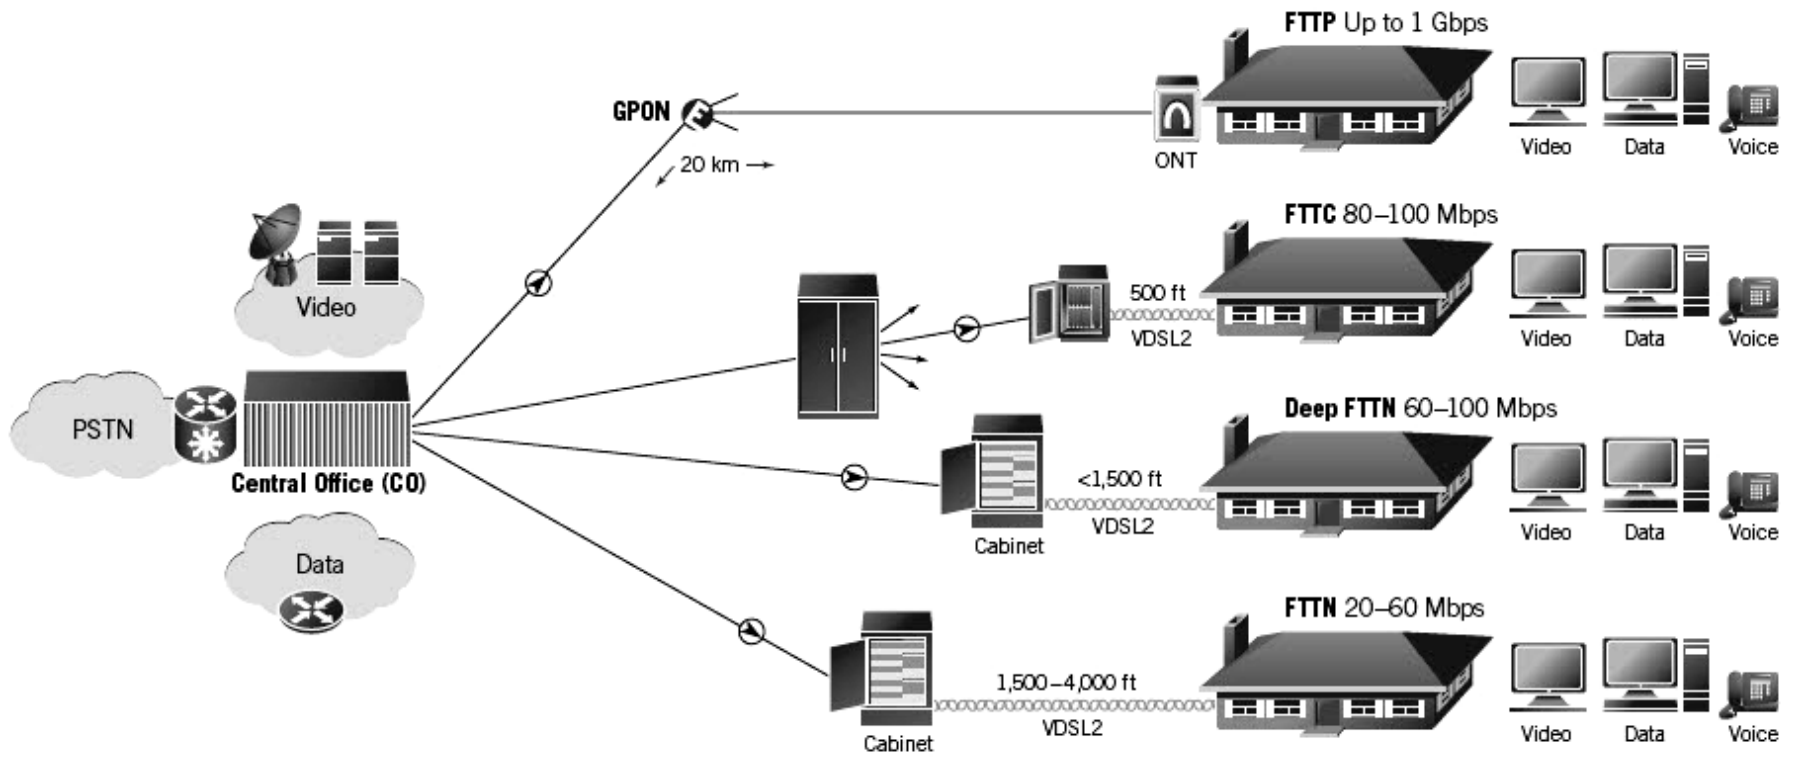 FTTP Up to 1 Gbps
GPON
20 km
ONT
Video
Data
Voice
FTTC 80–100 Mbps
500 ft
VDSL2
Video
Data
Voice
Video
PSTN
Central Office (CO)
Data
Deep FTTN 60–100 Mbps
<1,500 ft
VDSL2
Cabinet
Video
Data
Voice
FTTN 20–60 Mbps
1,500–4,000 ft
VDSL2
Cabinet
Video
Data
Voice